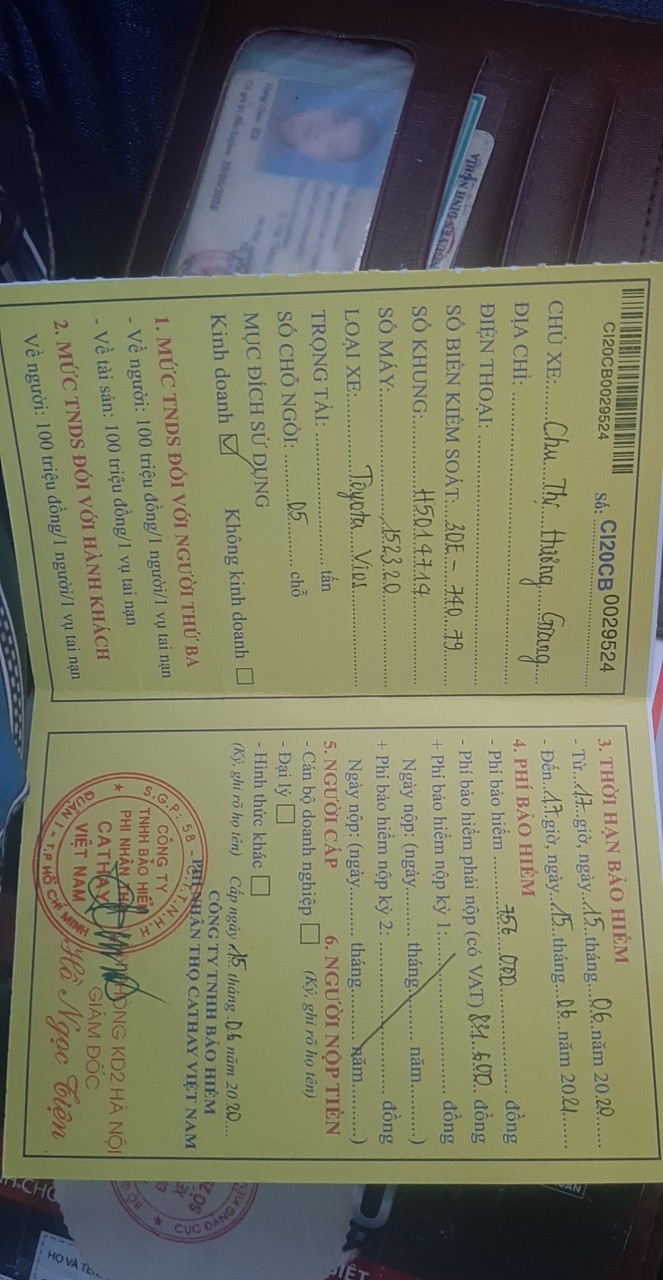 CI20CB0029524
Số: CI20CB 0029524
CHỦ XE: Chu Thị Hương Giang
ĐỊA CHỈ:
ĐIỆN THOẠI:
SỐ BIỂN KIỂM SOÁT: 30E - 740.79
SỐ KHUNG: H5014714
SỐ MÁY: 152320
LOẠI XE: Toyota Vios
TRỌNG TẢI: tấn
SỐ CHỖ NGỒI: 05 chỗ
MỤC ĐÍCH SỬ DỤNG
Kinh doanh Không kinh doanh
1. MỨC TNDS ĐỐI VỚI NGƯỜI THỨ BA
- Về người: 100 triệu đồng/1 người/1 vụ tai nạn
- Về tài sản: 100 triệu đồng/1 vụ tai nạn
2. MỨC TNDS ĐỐI VỚI HÀNH KHÁCH
Về người: 100 triệu đồng/1 người/1 vụ tai nạn
3. THỜI HẠN BẢO HIỂM
- Từ 17 giờ, ngày 15 tháng 06 năm 2020
- Đến 17 giờ, ngày 15 tháng 06 năm 2021
4. PHÍ BẢO HIỂM
- Phí bảo hiểm 756 000 đồng
- Phí bảo hiểm phải nộp (có VAT) 831.600 đồng
+ Phí bảo hiểm nộp kỳ 1: đồng
Ngày nộp: (ngày......... tháng......... năm.........)
+ Phí bảo hiểm nộp kỳ 2: đồng
Ngày nộp: (ngày......... tháng......... năm.........)
5. NGƯỜI CẤP 6. NGƯỜI NỘP TIỀN
- Cán bộ doanh nghiệp (Ký, ghi rõ họ tên)
- Đại lý
- Hình thức khác
(Ký, ghi rõ họ tên) Cấp ngày 15 tháng 06 năm 2020
CÔNG TY TNHH BẢO HIỂM
PHI NHÂN THỌ CATHAY VIỆT NAM
S.G.P: 58 - C.T.T.N.H.H
CÔNG TY
TNHH BẢO HIỂM
PHI NHÂN THỌ
CATHAY
VIỆT NAM
QUẬN 1 - T.P HỒ CHÍ MINH
PHÒNG KD2 HÀ NỘI
GIÁM ĐỐC
Hồ Ngọc Tiện